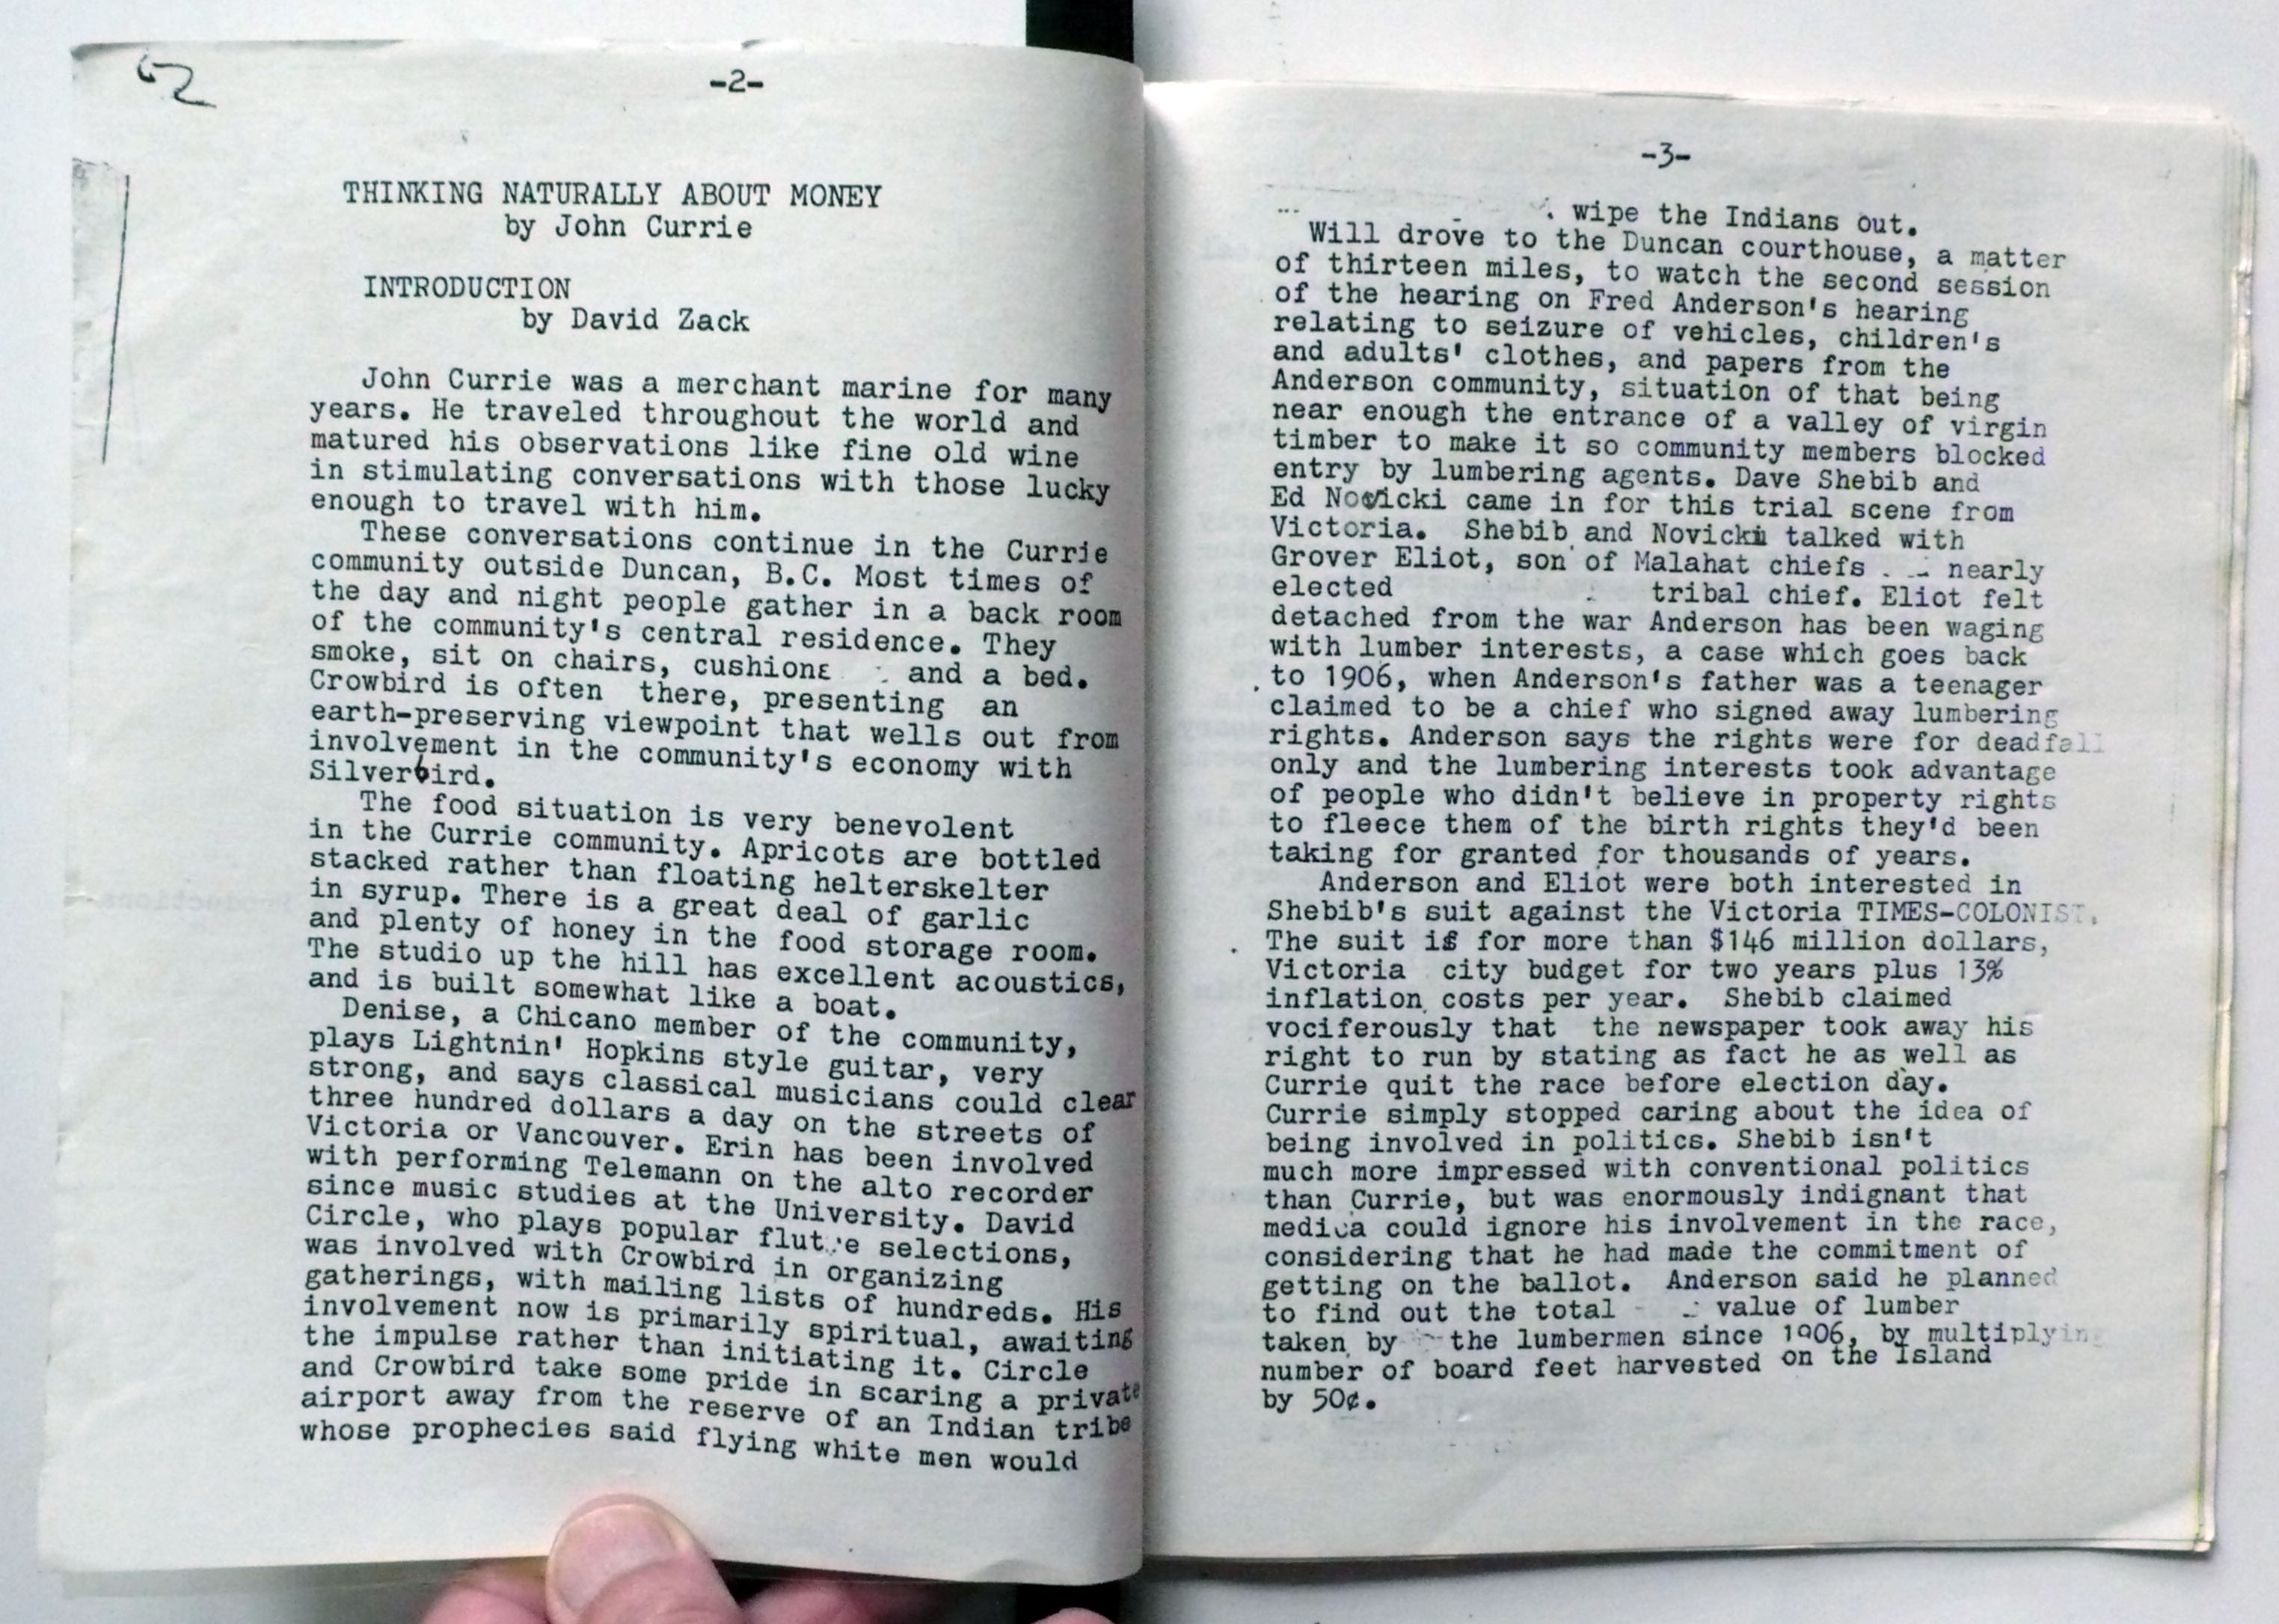 2
-2-
THINKING NATURALLY ABOUT MONEY
by John Currie
INTRODUCTION
by David Zack
John Currie was a merchant marine for many
years. He traveled throughout the world and
matured his observations like fine old wine
in stimulating conversations with those lucky
enough to travel with him.
These conversations continue in the Currie
community outside Duncan, B.C. Most times of
the day and night people gather in a back room
of the community's central residence. They
smoke, sit on chairs, cushions and a bed.
Crowbird is often there, presenting an
earth-preserving viewpoint that wells out from
involvement in the community's economy with
Silverbird.
The food situation is very benevolent
in the Currie community. Apricots are bottled
stacked rather than floating helterskelter
in syrup. There is a great deal of garlic
and plenty of honey in the food storage room.
The studio up the hill has excellent acoustics,
and is built somewhat like a boat.
Denise, a Chicano member of the community,
plays Lightnin' Hopkins style guitar, very
strong, and says classical musicians could clear
three hundred dollars a day on the streets of
Victoria or Vancouver. Erin has been involved
with performing Telemann on the alto recorder
since music studies at the University. David
Circle, who plays popular flute selections,
was involved with Crowbird in organizing
gatherings, with mailing lists of hundreds. His
involvement now is primarily spiritual, awaiting
the impulse rather than initiating it. Circle
and Crowbird take some pride in scaring a private
airport away from the reserve of an Indian tribe
whose prophecies said flying white men would
-3-
wipe the Indians out.
Will drove to the Duncan courthouse, a matter
of thirteen miles, to watch the second session
of the hearing on Fred Anderson's hearing
relating to seizure of vehicles, children's
and adults' clothes, and papers from the
Anderson community, situation of that being
near enough the entrance of a valley of virgin
timber to make it so community members blocked
entry by lumbering agents. Dave Shebib and
Ed Novicki came in for this trial scene from
Victoria. Shebib and Novicki talked with
Grover Eliot, son of Malahat chiefs nearly
elected tribal chief. Eliot felt
detached from the war Anderson has been waging
with lumber interests, a case which goes back
to 1906, when Anderson's father was a teenager
claimed to be a chief who signed away lumbering
rights. Anderson says the rights were for deadfall
only and the lumbering interests took advantage
of people who didn't believe in property rights
to fleece them of the birth rights they'd been
taking for granted for thousands of years.
Anderson and Eliot were both interested in
Shebib's suit against the Victoria TIMES-COLONIST.
The suit is for more than $146 million dollars,
Victoria city budget for two years plus 13%
inflation costs per year. Shebib claimed
vociferously that the newspaper took away his
right to run by stating as fact he as well as
Currie quit the race before election day.
Currie simply stopped caring about the idea of
being involved in politics. Shebib isn't
much more impressed with conventional politics
than Currie, but was enormously indignant that
medica could ignore his involvement in the race,
considering that he had made the commitment of
getting on the ballot. Anderson said he planned
to find out the total value of lumber
taken by the lumbermen since 1906, by multiplying
number of board feet harvested on the Island
by 50¢.